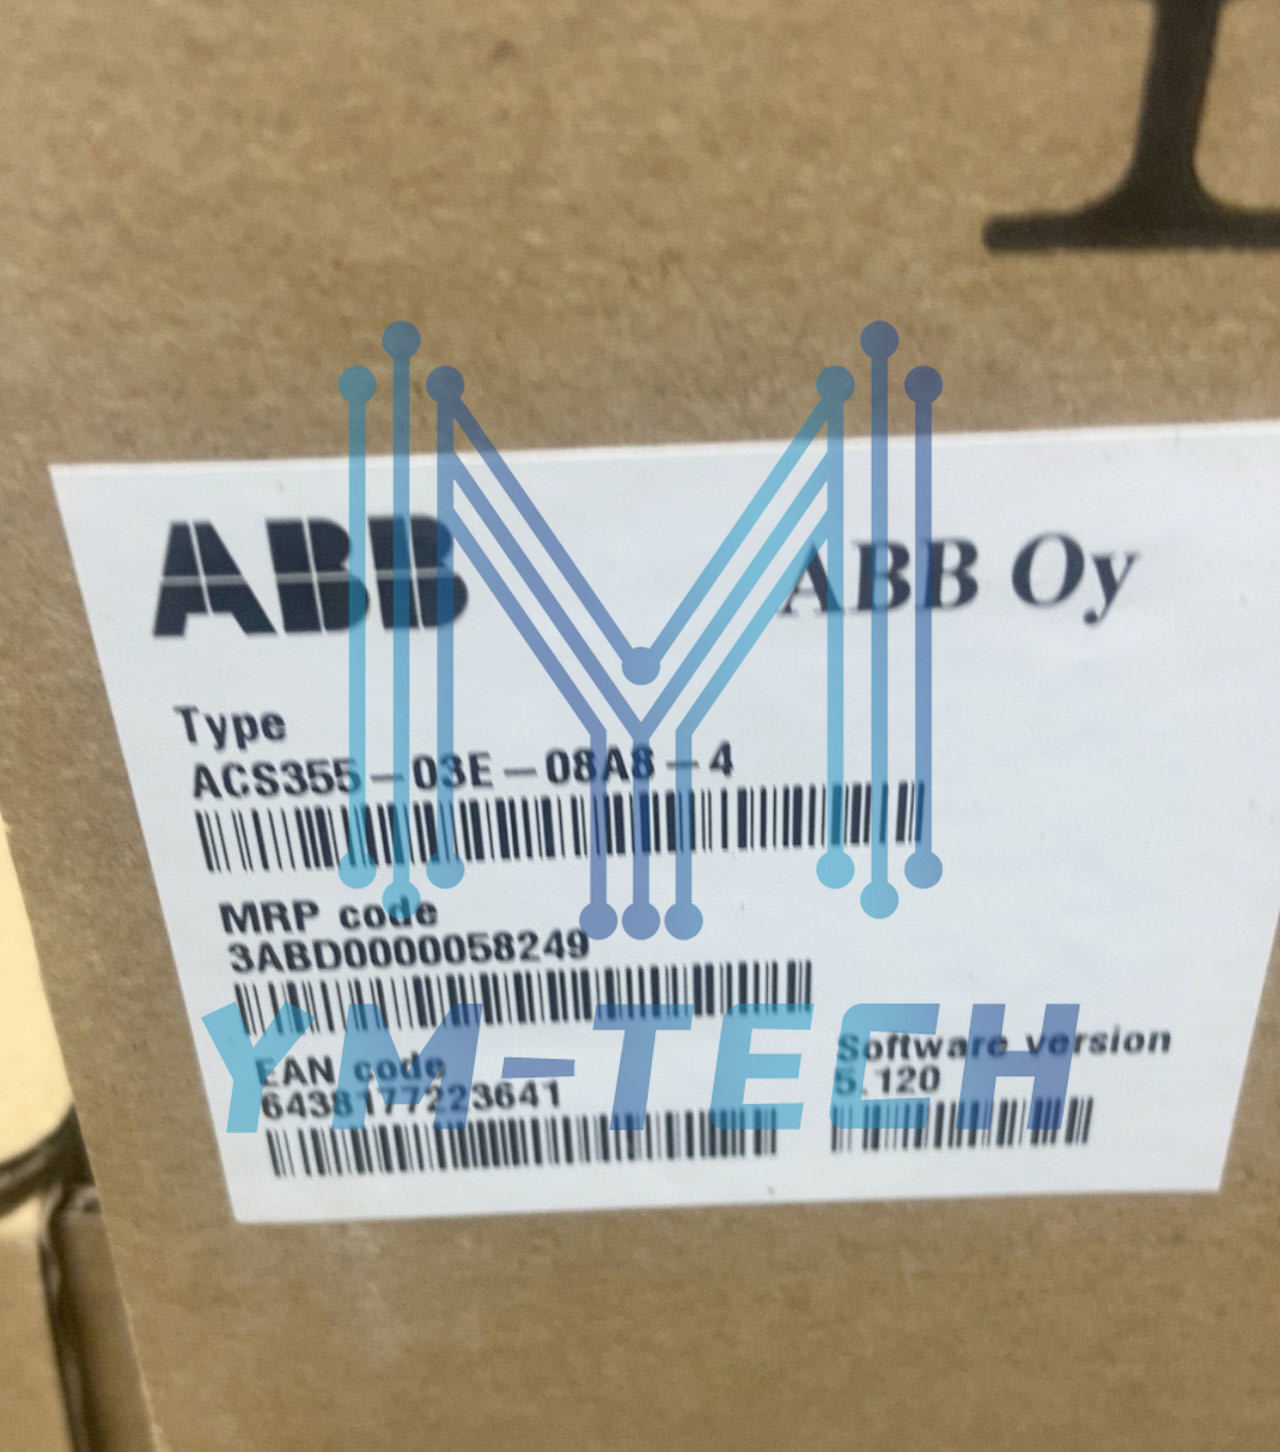 ABB
ABB Oy
Type
ACS355-03E-08A8-4
MRP code
3ABD0000058249
EAN code
6438177223641
Software version
5.120
YM-TECH